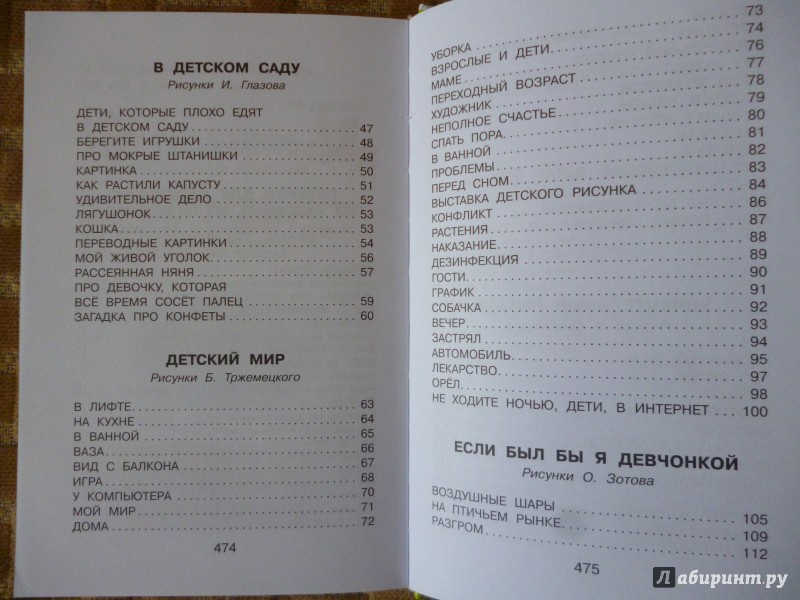 В ДЕТСКОМ САДУ
Рисунки И. Глазова
ДЕТИ, КОТОРЫЕ ПЛОХО ЕДЯТ
В ДЕТСКОМ САДУ 47
БЕРЕГИТЕ ИГРУШКИ 48
ПРО МОКРЫЕ ШТАНИШКИ 49
КАРТИНКА 50
КАК РАСТИЛИ КАПУСТУ 51
УДИВИТЕЛЬНОЕ ДЕЛО 52
ЛЯГУШОНОК 53
КОШКА 53
ПЕРЕВОДНЫЕ КАРТИНКИ 54
МОЙ ЖИВОЙ УГОЛОК 56
РАССЕЯННАЯ НЯНЯ 57
ПРО ДЕВОЧКУ, КОТОРАЯ
ВСЁ ВРЕМЯ СОСЁТ ПАЛЕЦ 59
ЗАГАДКА ПРО КОНФЕТЫ 60
ДЕТСКИЙ МИР
Рисунки Б. Тржемецкого
В ЛИФТЕ 63
НА КУХНЕ 64
В ВАННОЙ 65
ВАЗА 66
ВИД С БАЛКОНА 67
ИГРА 68
У КОМПЬЮТЕРА 70
МОЙ МИР 71
ДОМА 72
474
УБОРКА 73
ВЗРОСЛЫЕ И ДЕТИ 74
МАМЕ 76
ПЕРЕХОДНЫЙ ВОЗРАСТ 77
ХУДОЖНИК 78
НЕПОЛНОЕ СЧАСТЬЕ 79
СПАТЬ ПОРА 80
В ВАННОЙ 81
ПРОБЛЕМЫ 82
ПЕРЕД СНОМ 83
ВЫСТАВКА ДЕТСКОГО РИСУНКА 84
КОНФЛИКТ 86
РАСТЕНИЯ 87
НАКАЗАНИЕ 88
ДЕЗИНФЕКЦИЯ 89
ГОСТИ 90
ГРАФИК 91
СОБАЧКА 92
ВЕЧЕР 93
ЗАСТРЯЛ 94
АВТОМОБИЛЬ 95
ЛЕКАРСТВО 97
ОРЁЛ 98
НЕ ХОДИТЕ НОЧЬЮ, ДЕТИ, В ИНТЕРНЕТ 100
ЕСЛИ БЫЛ БЫ Я ДЕВЧОНКОЙ
Рисунки О. Зотова
ВОЗДУШНЫЕ ШАРЫ 105
НА ПТИЧЬЕМ РЫНКЕ 109
РАЗГРОМ 112
475
Лабиринт.ру